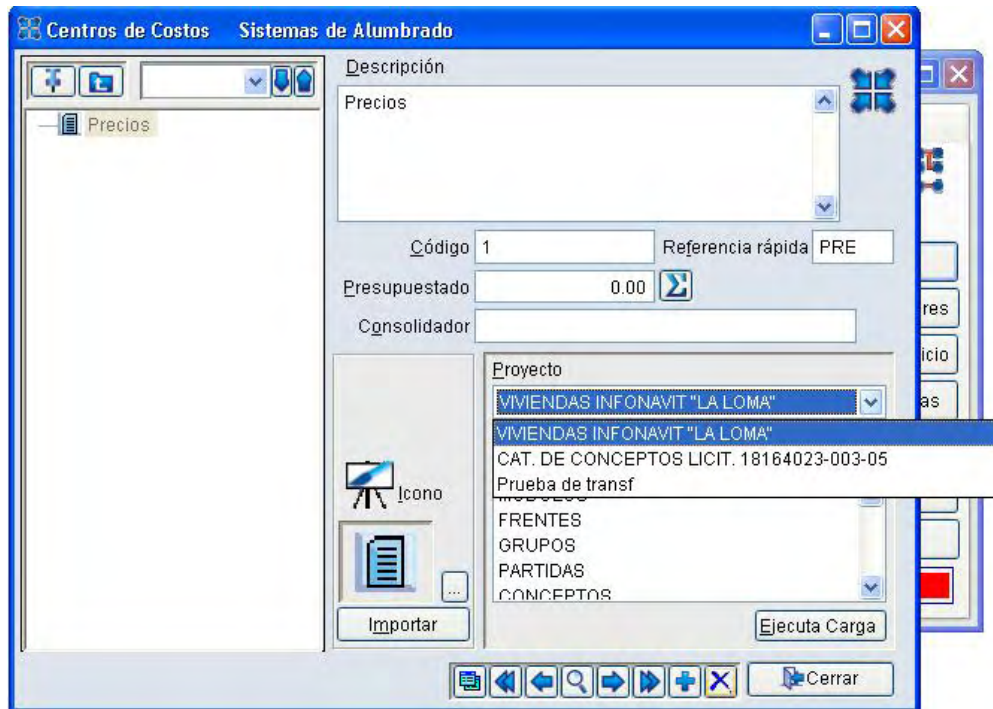 Centros de Costos Sistemas de Alumbrado
Precios
Descripción
Precios
Código 1 Referencia rápida PRE
Presupuestado 0.00
Consolidador
Proyecto
VIVIENDAS INFONAVIT "LA LOMA"
VIVIENDAS INFONAVIT "LA LOMA"
CAT. DE CONCEPTOS LICIT. 18164023-003-05
Prueba de transf
MODULOS
FRENTES
GRUPOS
PARTIDAS
CONCEPTOS
Icono
...
Importar
Ejecuta Carga
Cerrar
res
icio
as